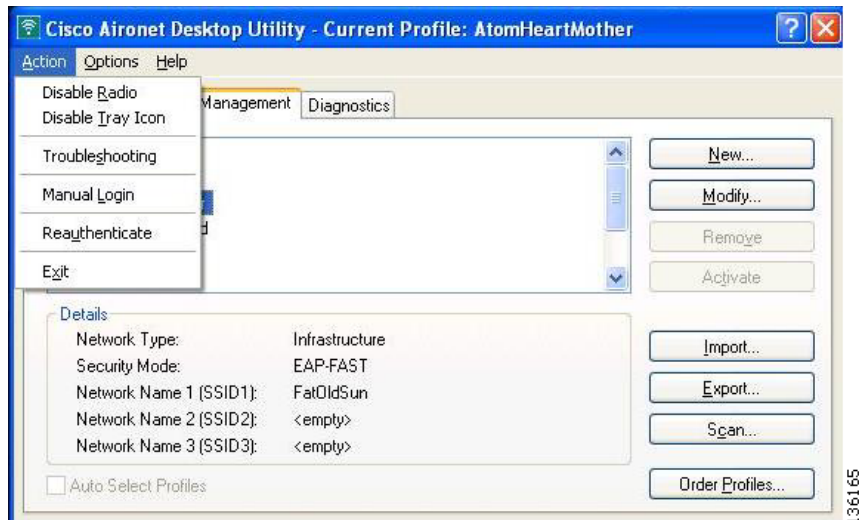 Cisco Aironet Desktop Utility - Current Profile: AtomHeartMother
Action Options Help
Disable Radio
Disable Tray Icon
Troubleshooting
Manual Login
Reauthenticate
Exit
Management Diagnostics
New...
Modify...
Remove
Activate
Details
Network Type: Infrastructure
Security Mode: EAP-FAST
Network Name 1 (SSID1): FatOldSun
Network Name 2 (SSID2): <empty>
Network Name 3 (SSID3): <empty>
Import...
Export...
Scan...
Auto Select Profiles
Order Profiles...